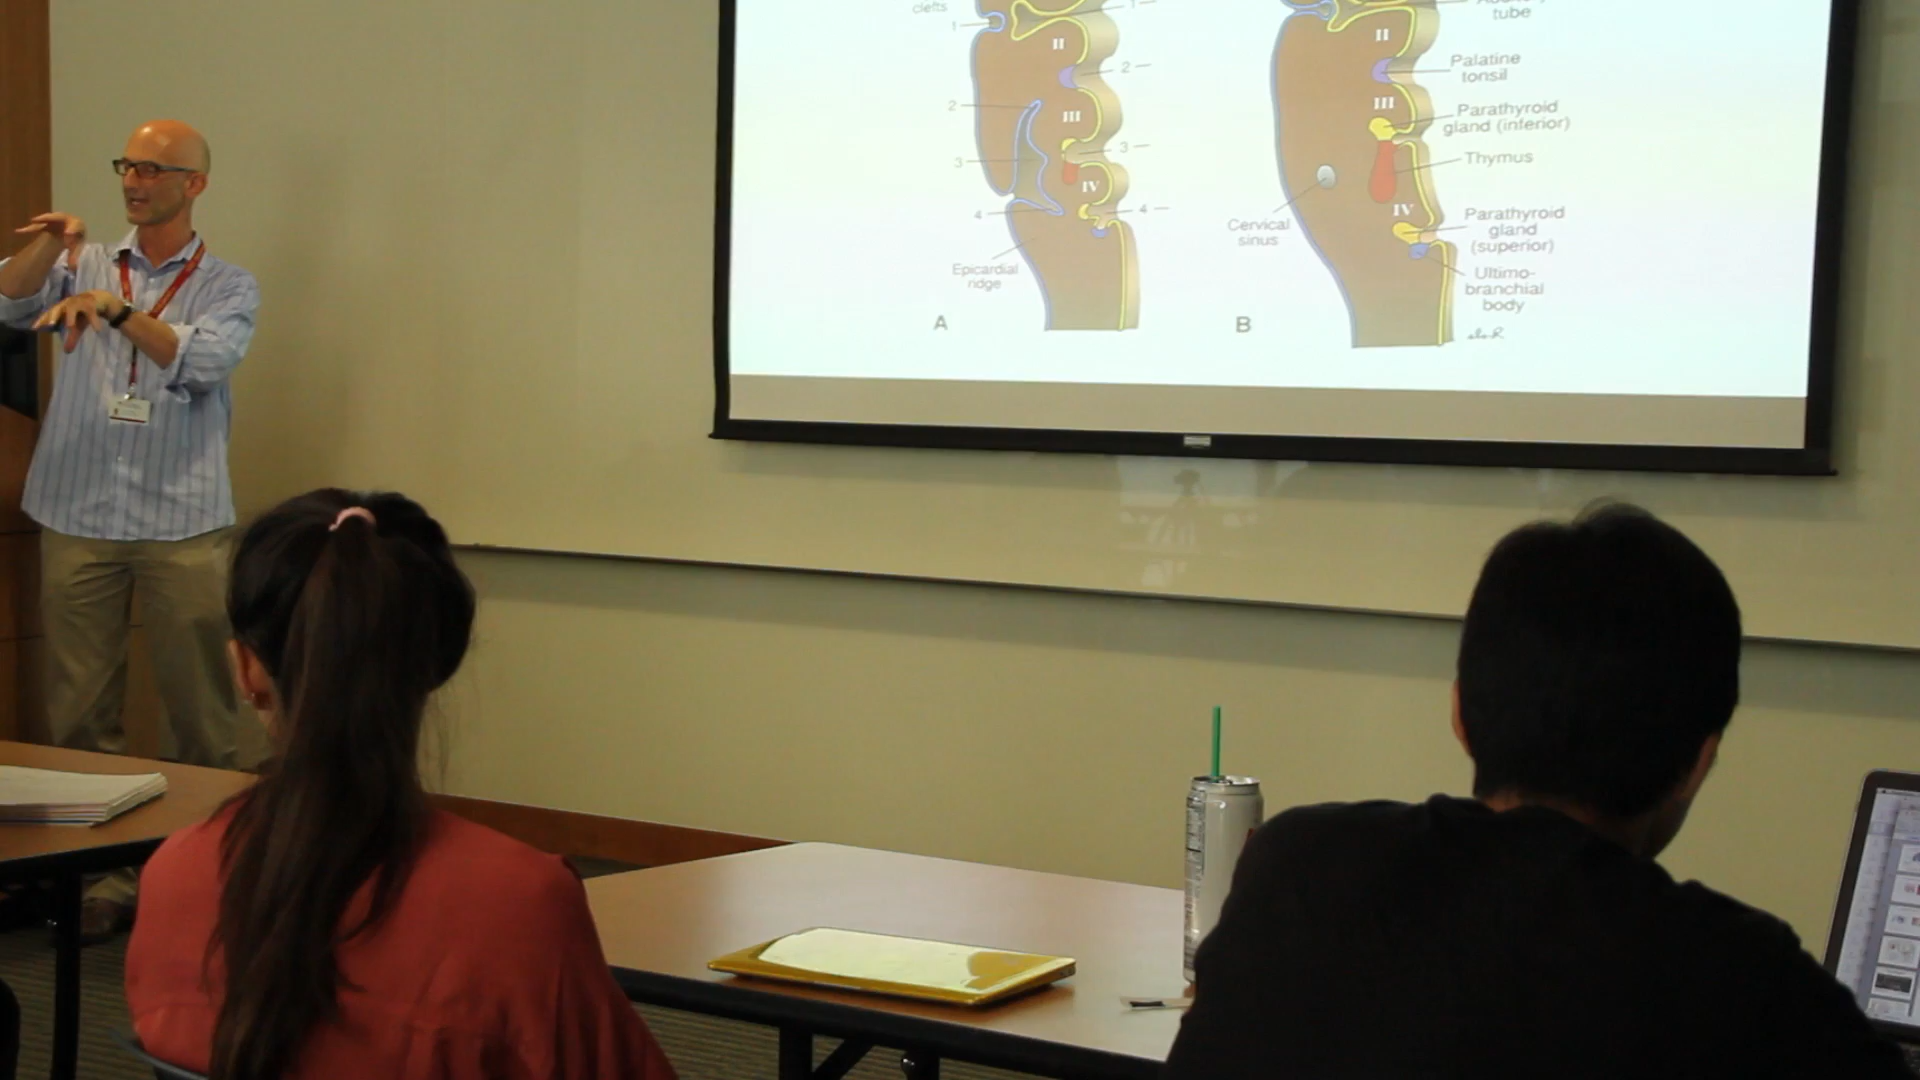 clefts
1
1
II
2
2
III
3
3
IV
4
4
Epicardial
ridge
A
tube
II
Palatine
tonsil
III
Parathyroid
gland (inferior)
Thymus
IV
Cervical
sinus
Parathyroid
gland
(superior)
Ultimo-
branchial
body
B